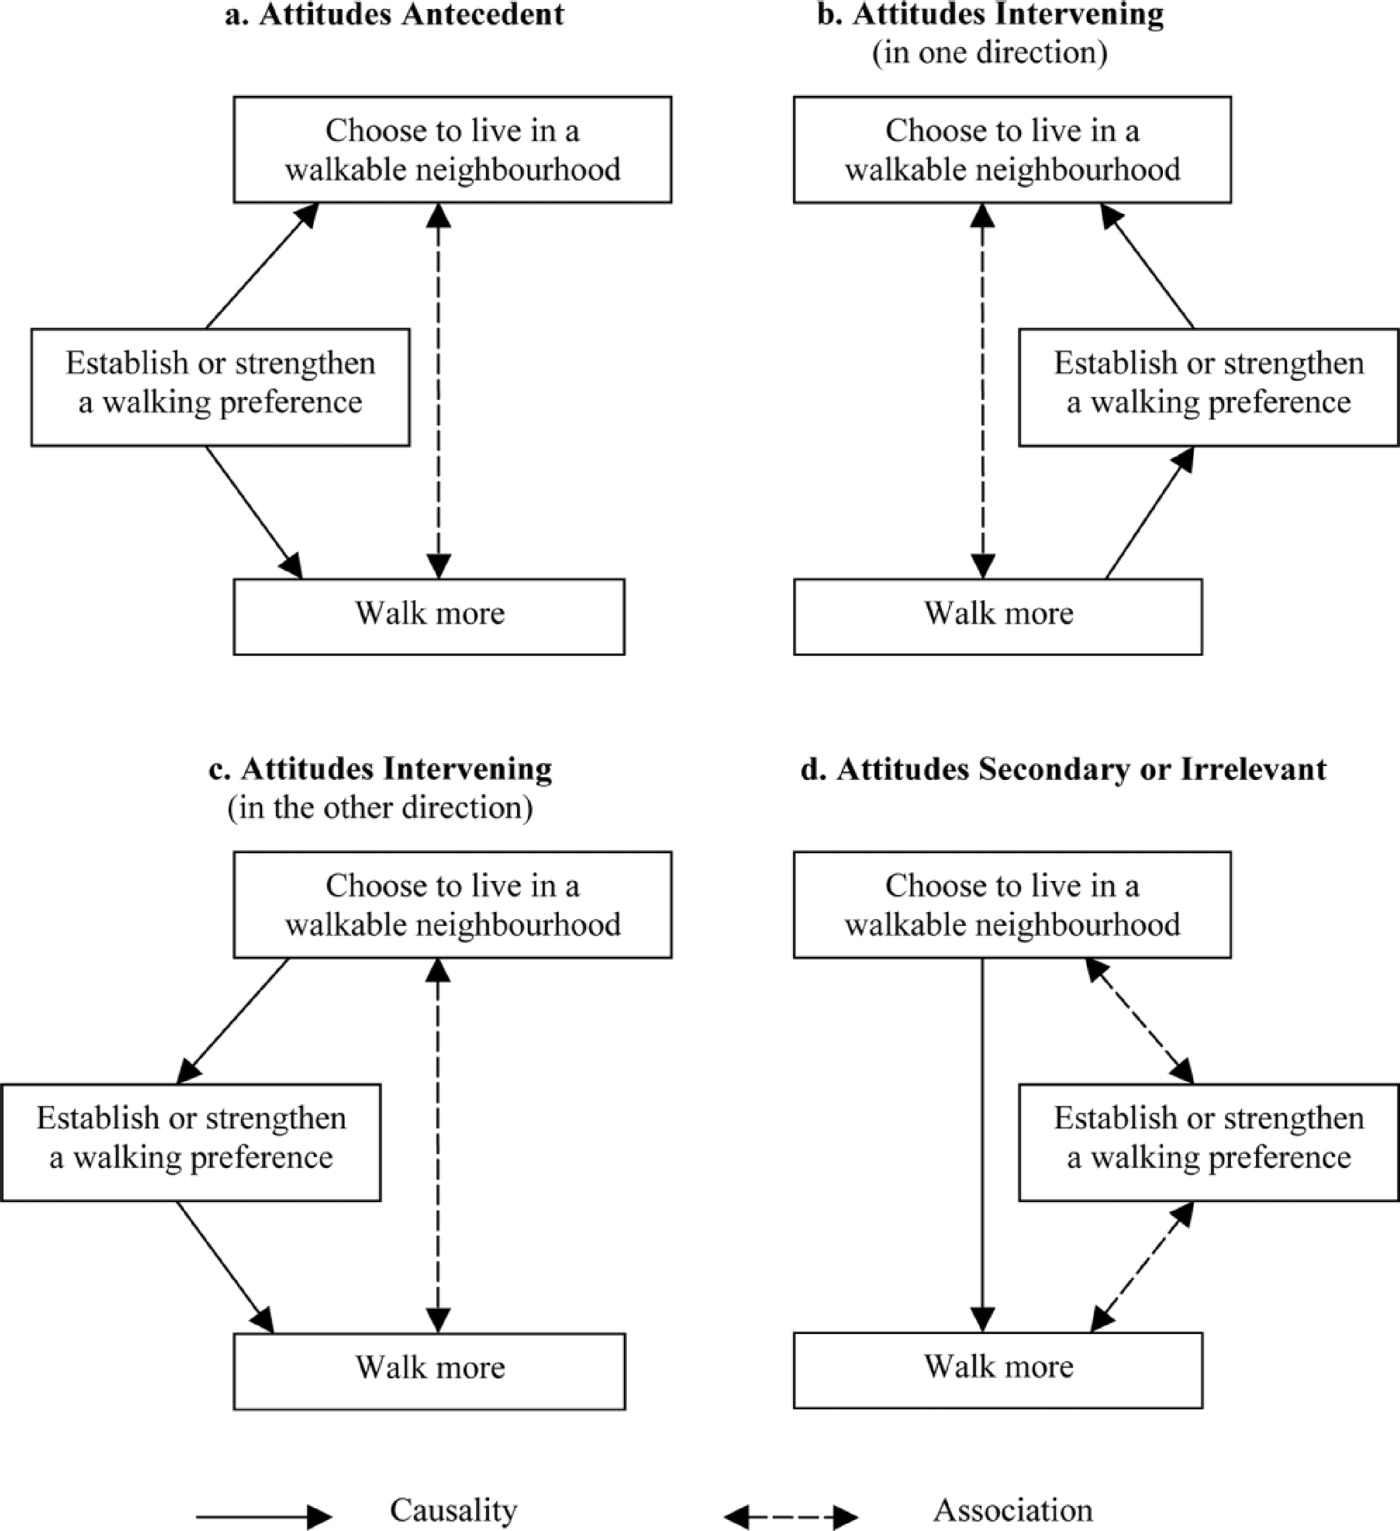 a. Attitudes Antecedent
Choose to live in a
walkable neighbourhood
Establish or strengthen
a walking preference
Walk more
b. Attitudes Intervening
(in one direction)
Choose to live in a
walkable neighbourhood
Establish or strengthen
a walking preference
Walk more
c. Attitudes Intervening
(in the other direction)
Choose to live in a
walkable neighbourhood
Establish or strengthen
a walking preference
Walk more
d. Attitudes Secondary or Irrelevant
Choose to live in a
walkable neighbourhood
Establish or strengthen
a walking preference
Walk more
Causality
Association